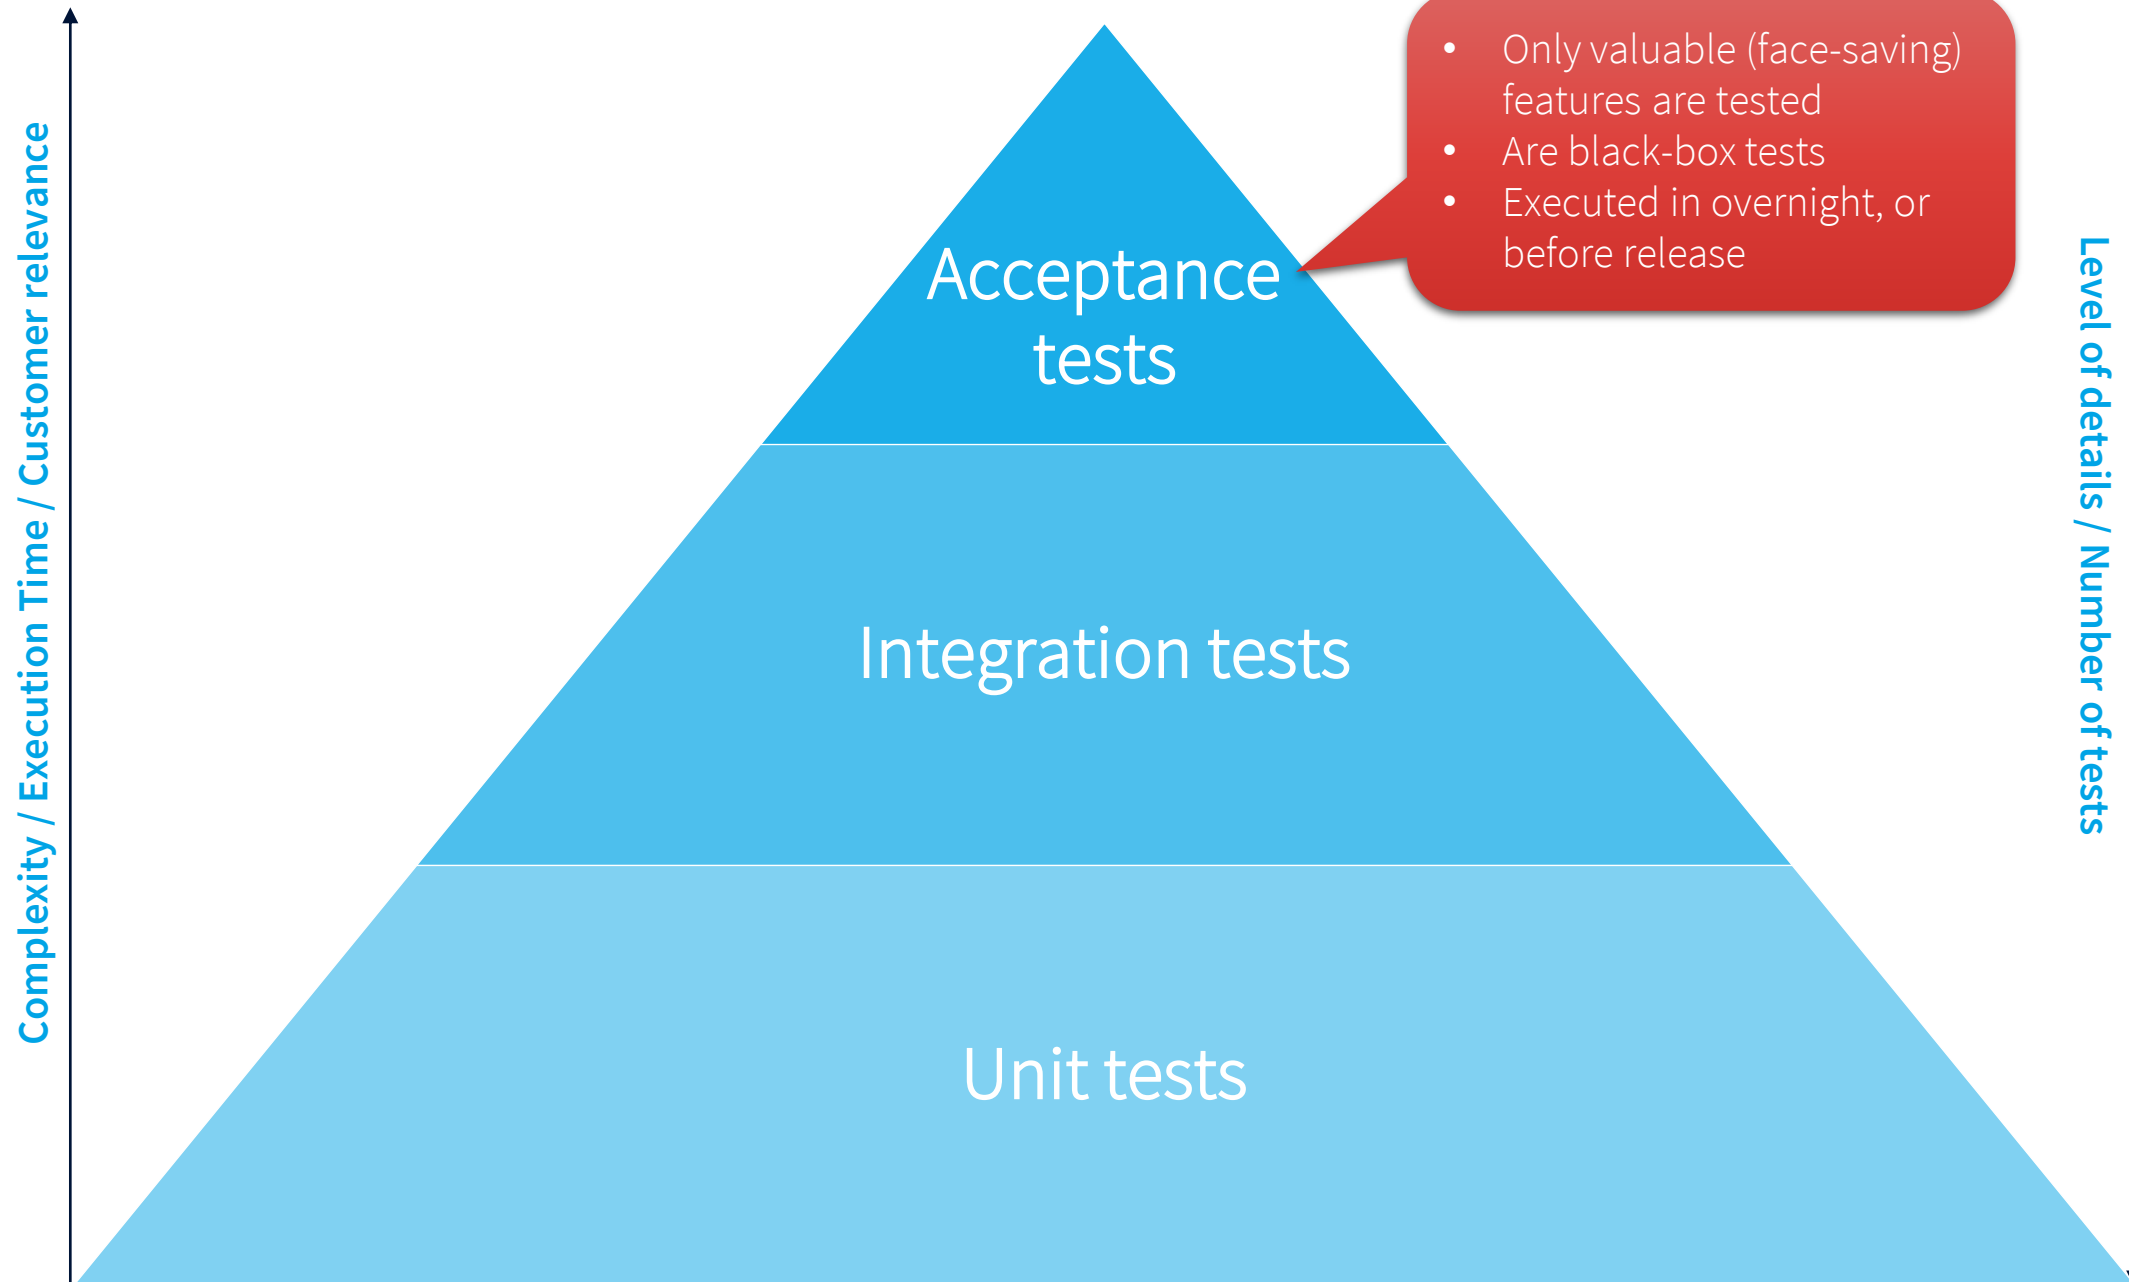 Complexity / Execution Time / Customer relevance
• Only valuable (face-saving)
features are tested
• Are black-box tests
• Executed in overnight, or
before release
Acceptance
tests
Integration tests
Unit tests
Level of details / Number of tests